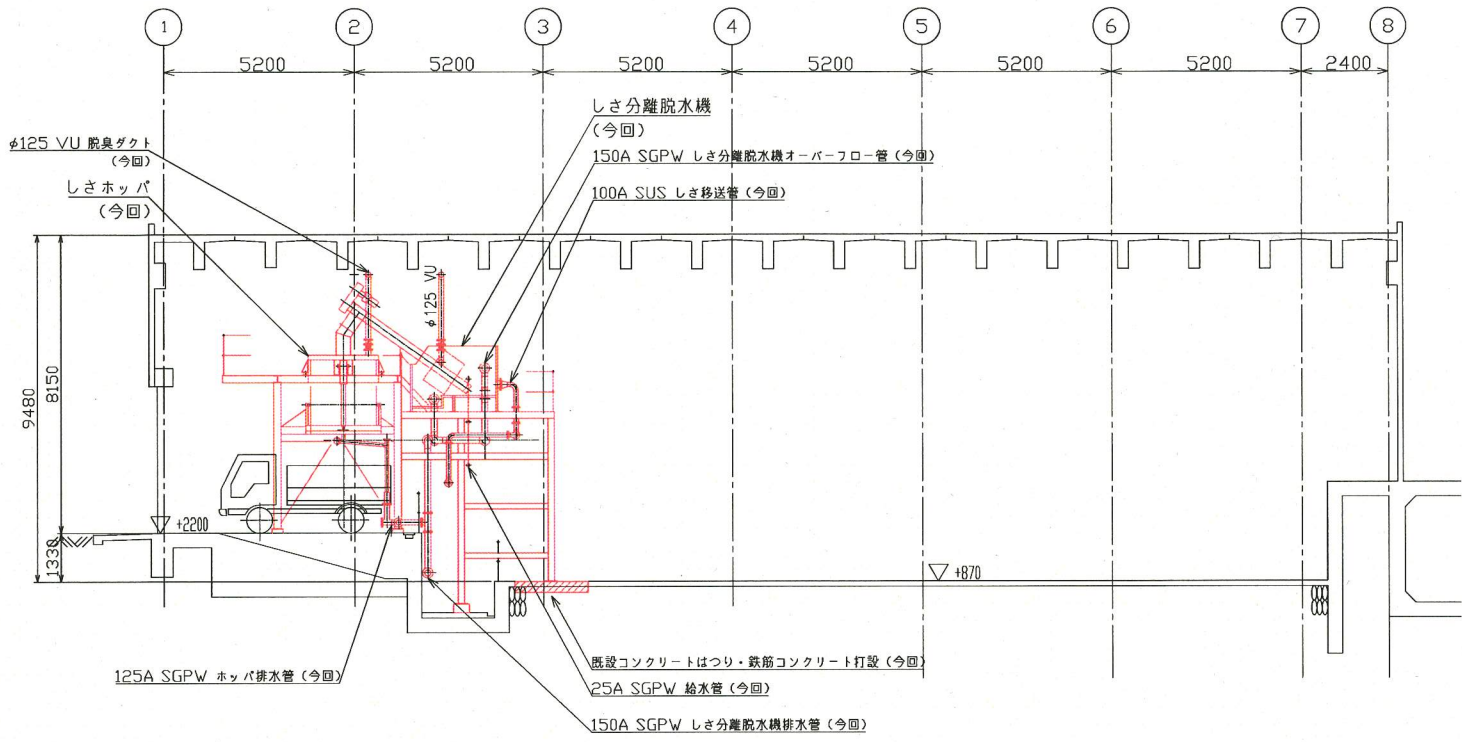 1 2 3 4 5 6 7 8
5200 5200 5200 5200 5200 5200 2400
しさ分離脱水機
(今回)
φ125 VU 脱臭ダクト
(今回)
150A SGPW しさ分離脱水機オーバーフロー管(今回)
しさホッパ
(今回)
100A SUS しさ移送管(今回)
φ125 VU
9480
8150
1330
+2200
+870
既設コンクリートはつり・鉄筋コンクリート打設(今回)
125A SGPW ホッパ排水管(今回)
25A SGPW 給水管(今回)
150A SGPW しさ分離脱水機排水管(今回)